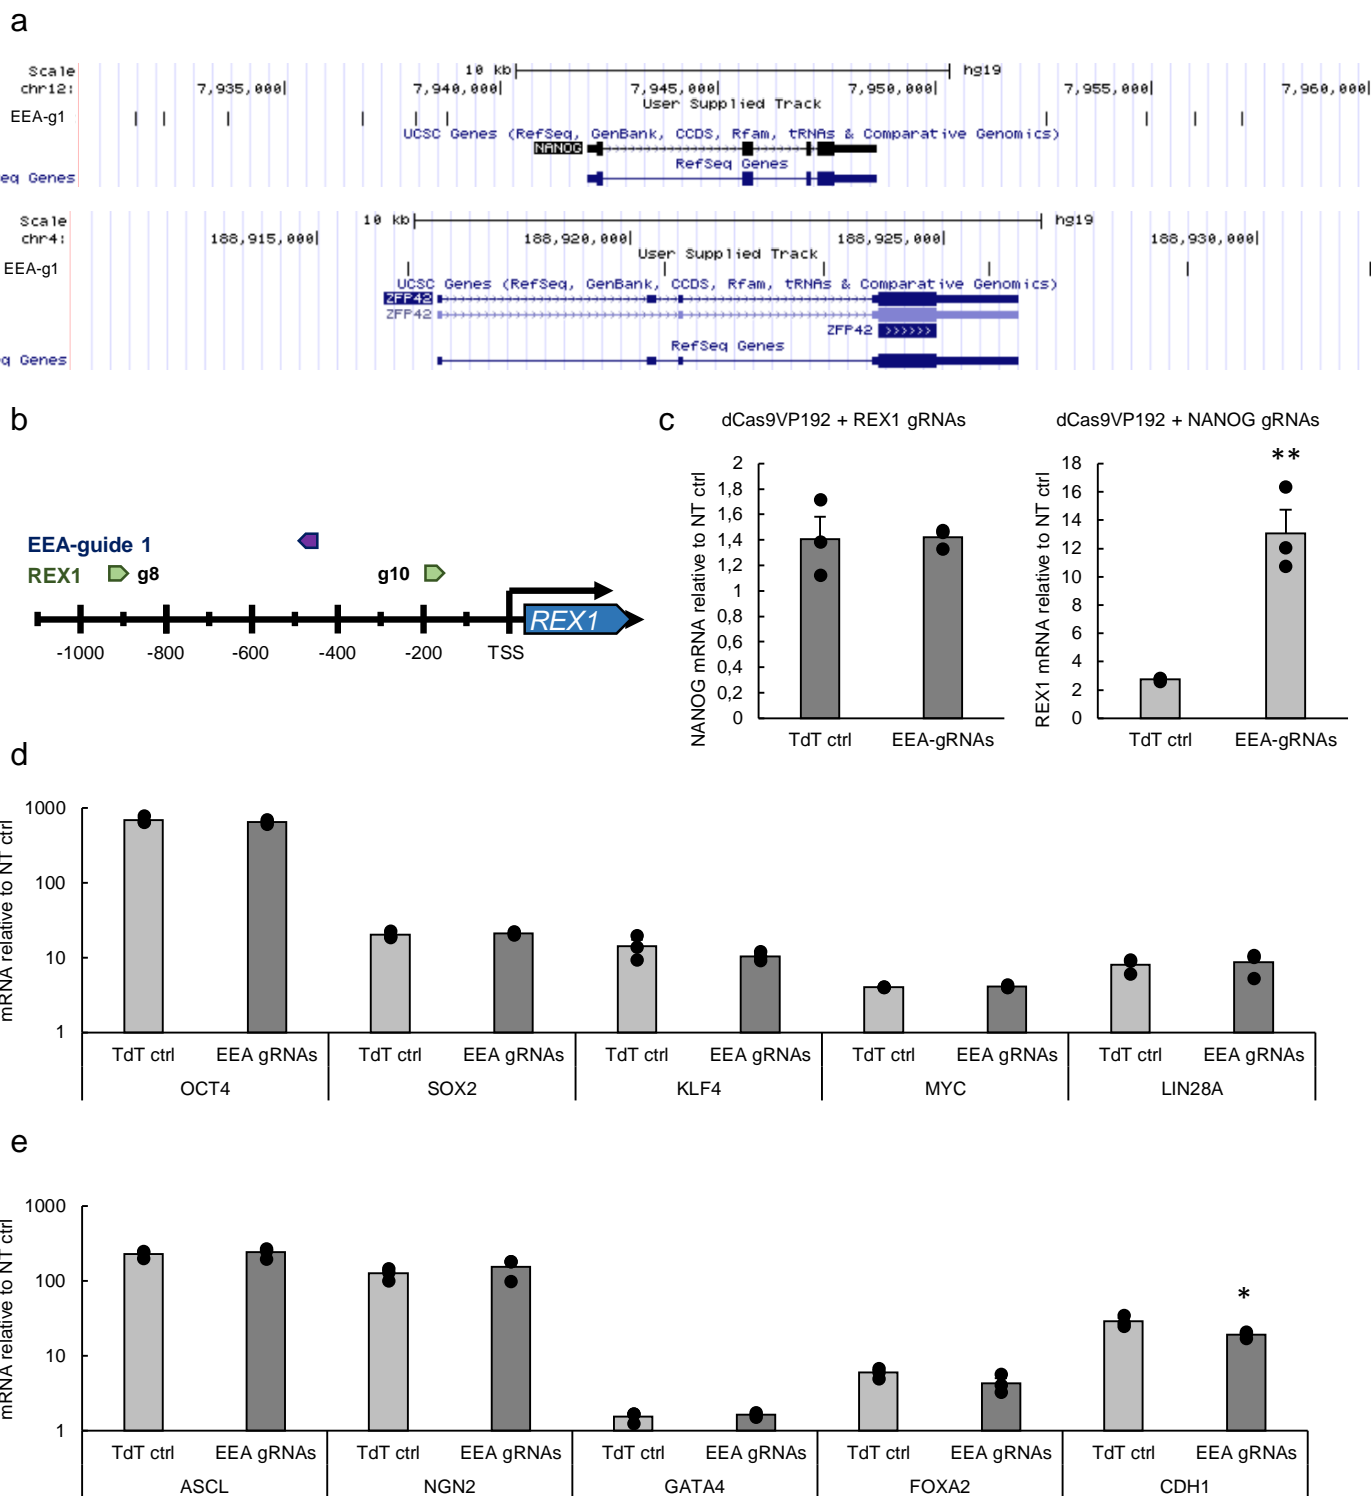 a
Scale 10 kb hg19
chr12: 7,935,000 7,940,000 7,945,000 7,950,000 7,955,000 7,960,000
User Supplied Track
EEA-g1
UCSC Genes (RefSeq, GenBank, CCDS, Rfam, tRNAs & Comparative Genomics)
NANOG
RefSeq Genes
eq Genes
Scale 10 kb hg19
chr4: 188,915,000 188,920,000 188,925,000 188,930,000
User Supplied Track
EEA-g1
UCSC Genes (RefSeq, GenBank, CCDS, Rfam, tRNAs & Comparative Genomics)
ZFP42
ZFP42
ZFP42
RefSeq Genes
q Genes
b
EEA-guide 1
REX1 g8 g10
REX1
-1000 -800 -600 -400 -200 TSS
c
dCas9VP192 + REX1 gRNAs
NANOG mRNA relative to NT ctrl
2
1,8
1,6
1,4
1,2
1
0,8
0,6
0,4
0,2
0
TdT ctrl EEA-gRNAs
dCas9VP192 + NANOG gRNAs
REX1 mRNA relative to NT ctrl
18
16
14
12
10
8
6
4
2
0
**
TdT ctrl EEA-gRNAs
d
mRNA relative to NT ctrl
1000
100
10
1
TdT ctrl EEA gRNAs TdT ctrl EEA gRNAs TdT ctrl EEA gRNAs TdT ctrl EEA gRNAs TdT ctrl EEA gRNAs
OCT4 SOX2 KLF4 MYC LIN28A
e
mRNA relative to NT ctrl
1000
100
10
1
*
TdT ctrl EEA gRNAs TdT ctrl EEA gRNAs TdT ctrl EEA gRNAs TdT ctrl EEA gRNAs TdT ctrl EEA gRNAs
ASCL NGN2 GATA4 FOXA2 CDH1